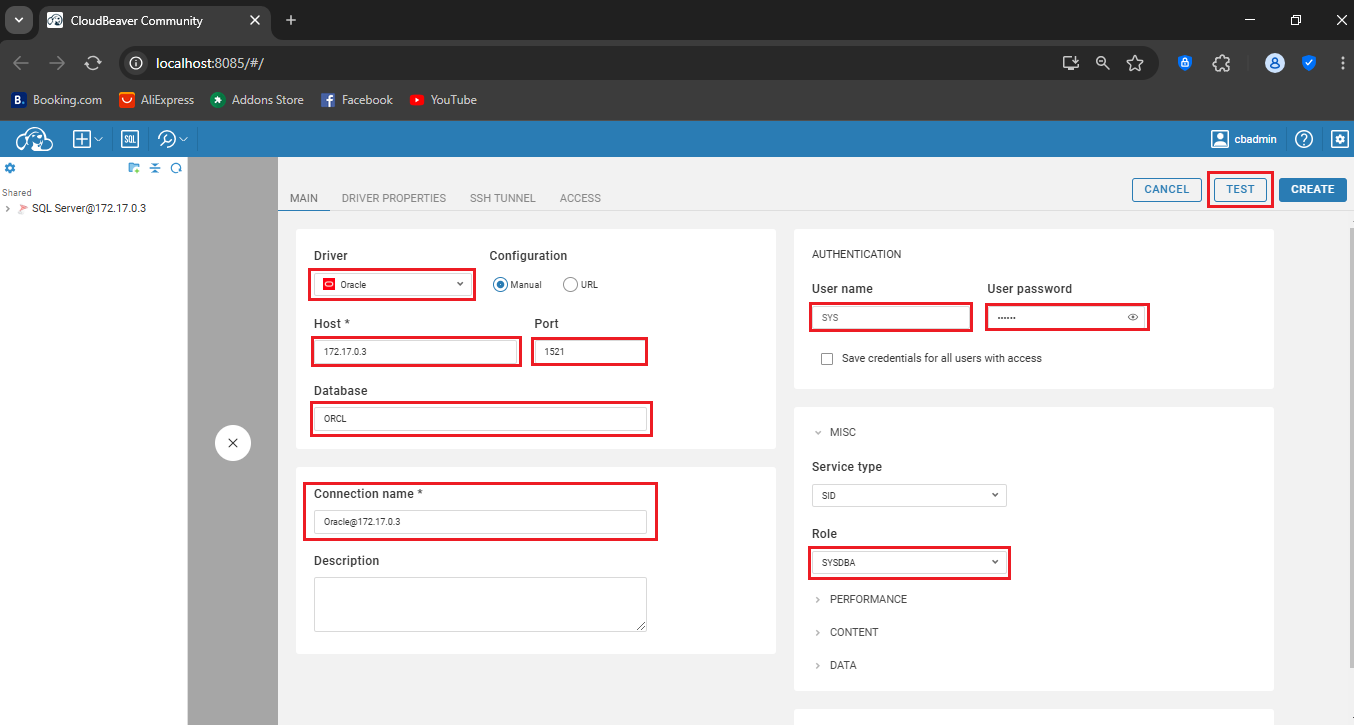 CloudBeaver Community
localhost:8085/#/
B. Booking.com
AliExpress
Addons Store
Facebook
YouTube
SQL
cbadmin
Shared
SQL Server@172.17.0.3
MAIN
DRIVER PROPERTIES
SSH TUNNEL
ACCESS
CANCEL
TEST
CREATE
Driver
Configuration
Oracle
Manual
URL
Host *
Port
172.17.0.3
1521
Database
ORCL
Connection name *
Oracle@172.17.0.3
Description
AUTHENTICATION
User name
User password
SYS
••••••
Save credentials for all users with access
MISC
Service type
SID
Role
SYSDBA
PERFORMANCE
CONTENT
DATA